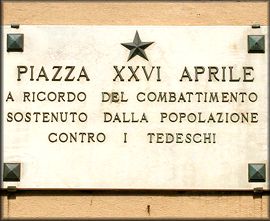 PIAZZA XXVI APRILE
A RICORDO DEL COMBATTIMENTO
SOSTENUTO DALLA POPOLAZIONE
CONTRO I TEDESCHI